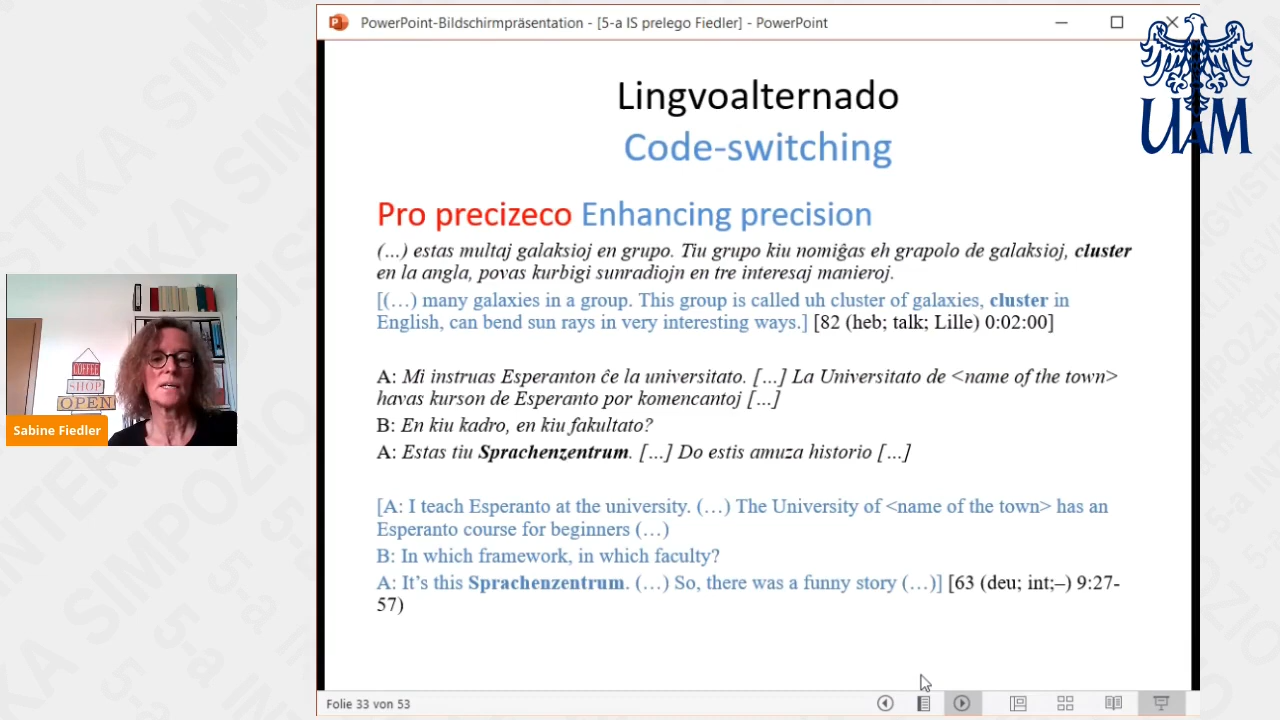 PowerPoint-Bildschirmpräsentation - [5-a IS prelego Fiedler] - PowerPoint
UAM
Lingvoalternado
Code-switching
Pro precizeco Enhancing precision
(…) estas multaj galaksioj en grupo. Tiu grupo kiu nomiĝas eh grapolo de galaksioj, cluster
en la angla, povas kurbigi sunradiojn en tre interesaj manieroj.
[(…) many galaxies in a group. This group is called uh cluster of galaxies, cluster in
English, can bend sun rays in very interesting ways.] [82 (heb; talk; Lille) 0:02:00]
A: Mi instruas Esperanton ĉe la universitato. […] La Universitato de <name of the town>
havas kurson de Esperanto por komencantoj […]
B: En kiu kadro, en kiu fakultato?
A: Estas tiu Sprachenzentrum. […] Do estis amuza historio […]
[A: I teach Esperanto at the university. (…) The University of <name of the town> has an
Esperanto course for beginners (…)
B: In which framework, in which faculty?
A: It’s this Sprachenzentrum. (…) So, there was a funny story (…)] [63 (deu; int;–) 9:27-
57)
COFFEE
SHOP
OPEN
Sabine Fiedler
Folie 33 von 53